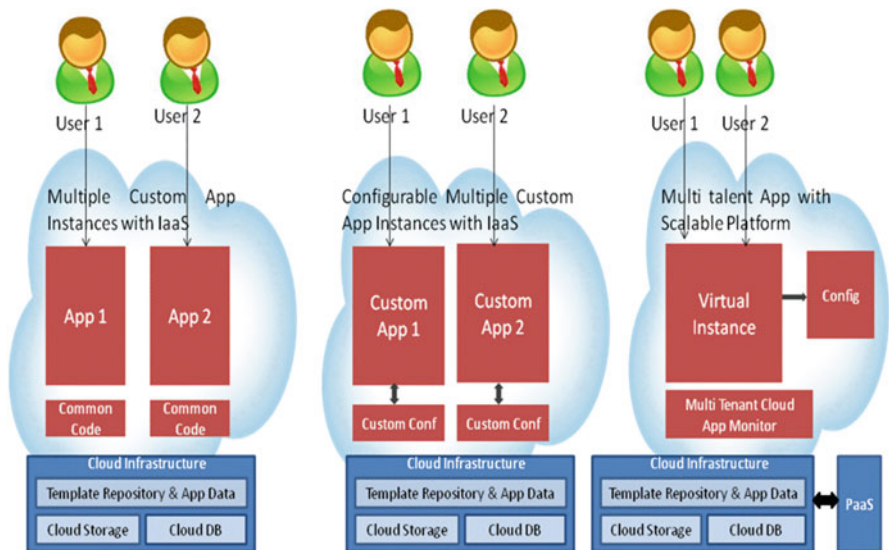 User 1
User 2
Multiple Custom App
Instances with IaaS
App 1
App 2
Common
Code
Common
Code
Cloud Infrastructure
Template Repository & App Data
Cloud Storage
Cloud DB
User 1
User 2
Configurable Multiple Custom
App Instances with IaaS
Custom
App 1
Custom
App 2
Custom Conf
Custom Conf
Cloud Infrastructure
Template Repository & App Data
Cloud Storage
Cloud DB
User 1
User 2
Multi talent App with
Scalable Platform
Virtual
Instance
Config
Multi Tenant Cloud
App Monitor
Cloud Infrastructure
Template Repository & App Data
Cloud Storage
Cloud DB
PaaS